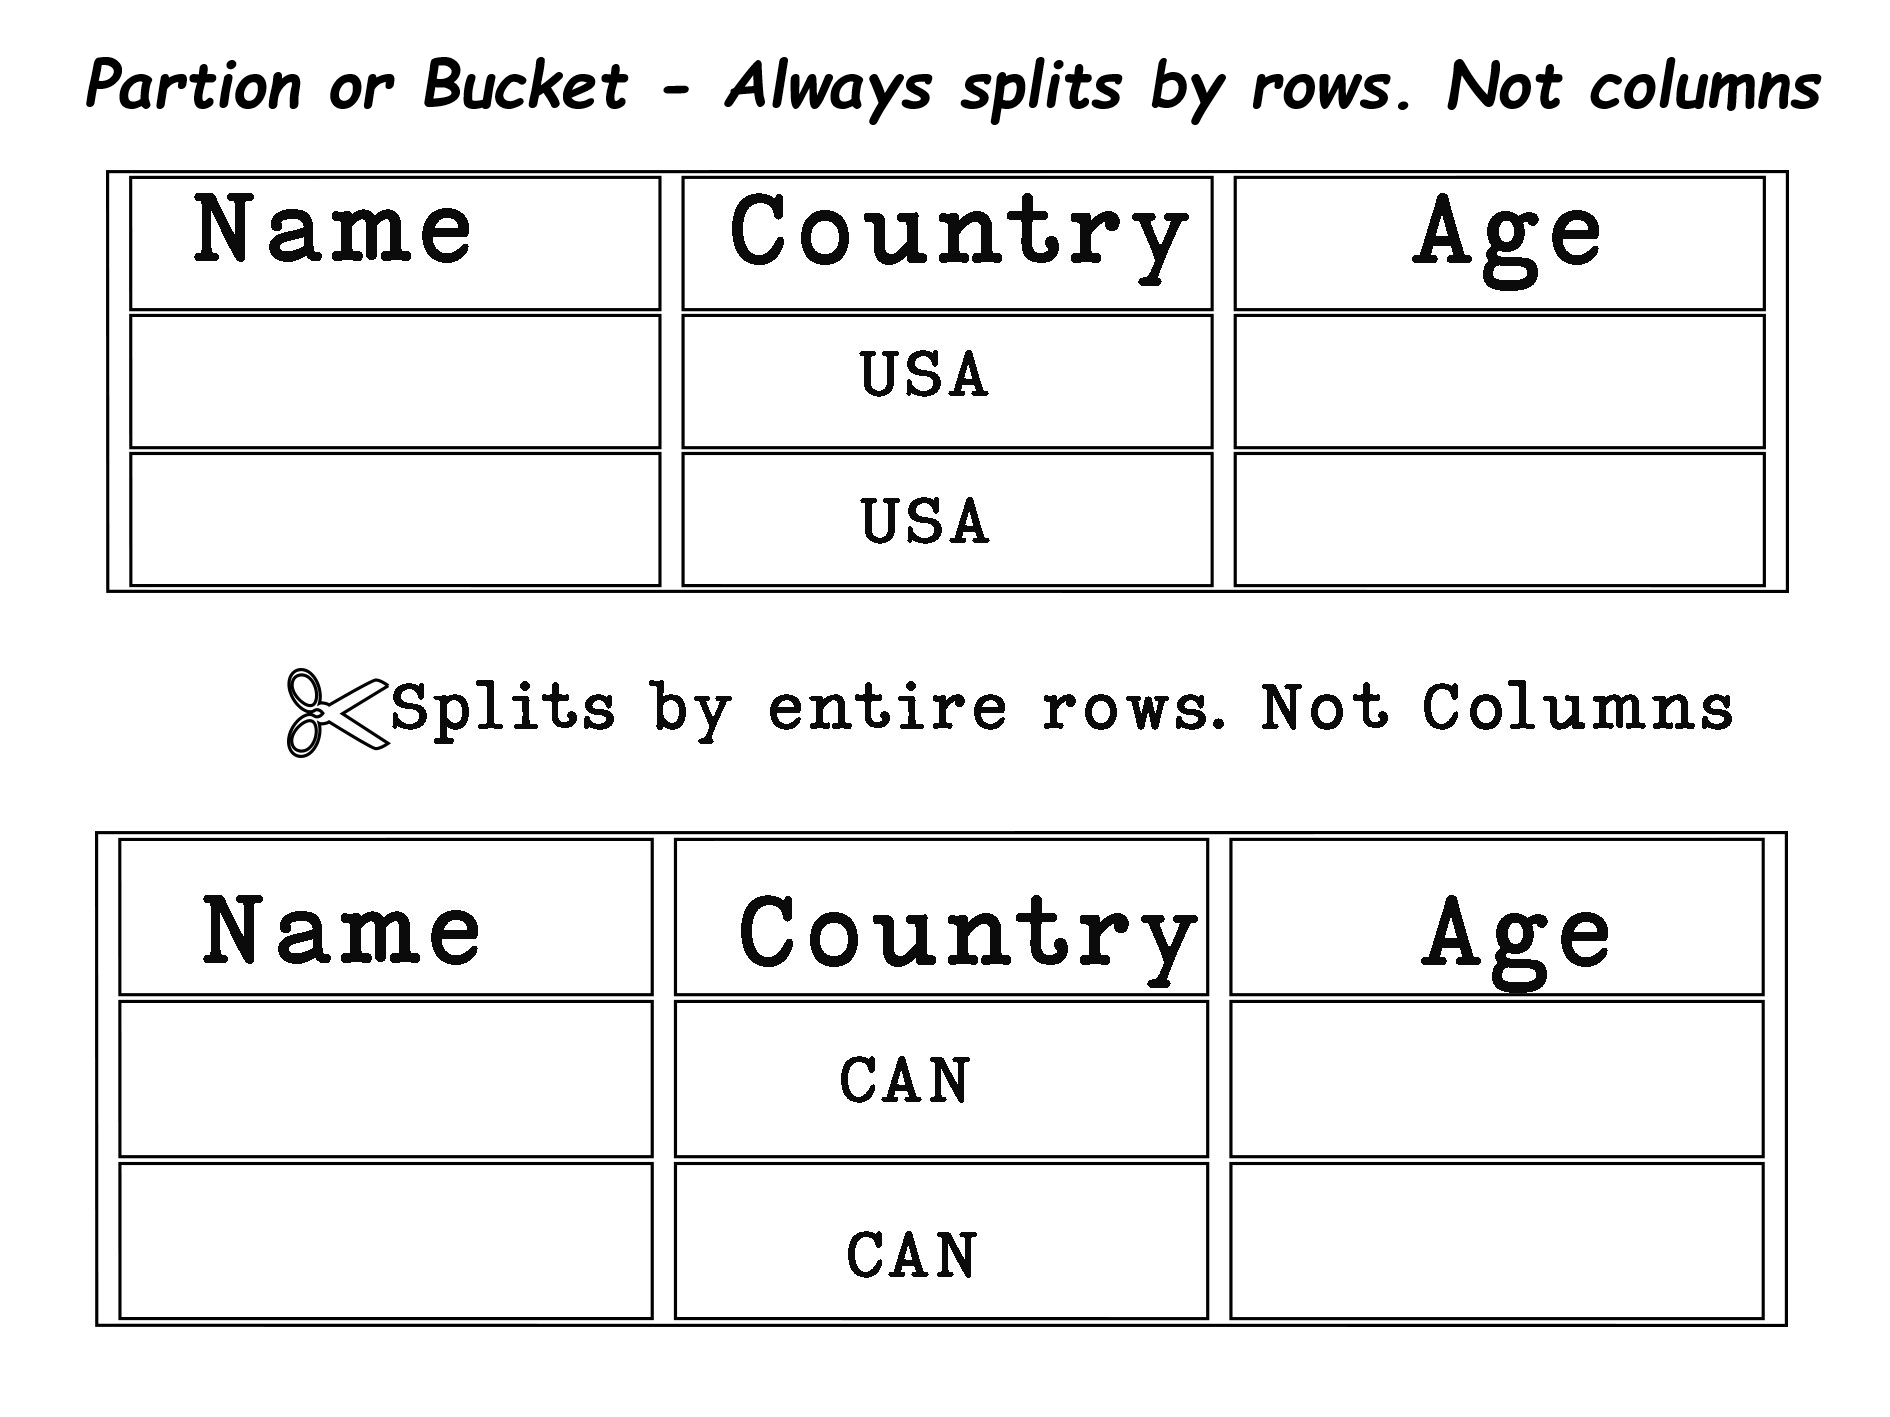 Partion or Bucket - Always splits by rows. Not columns
Name Country Age
USA
USA
Splits by entire rows. Not Columns
Name Country Age
CAN
CAN